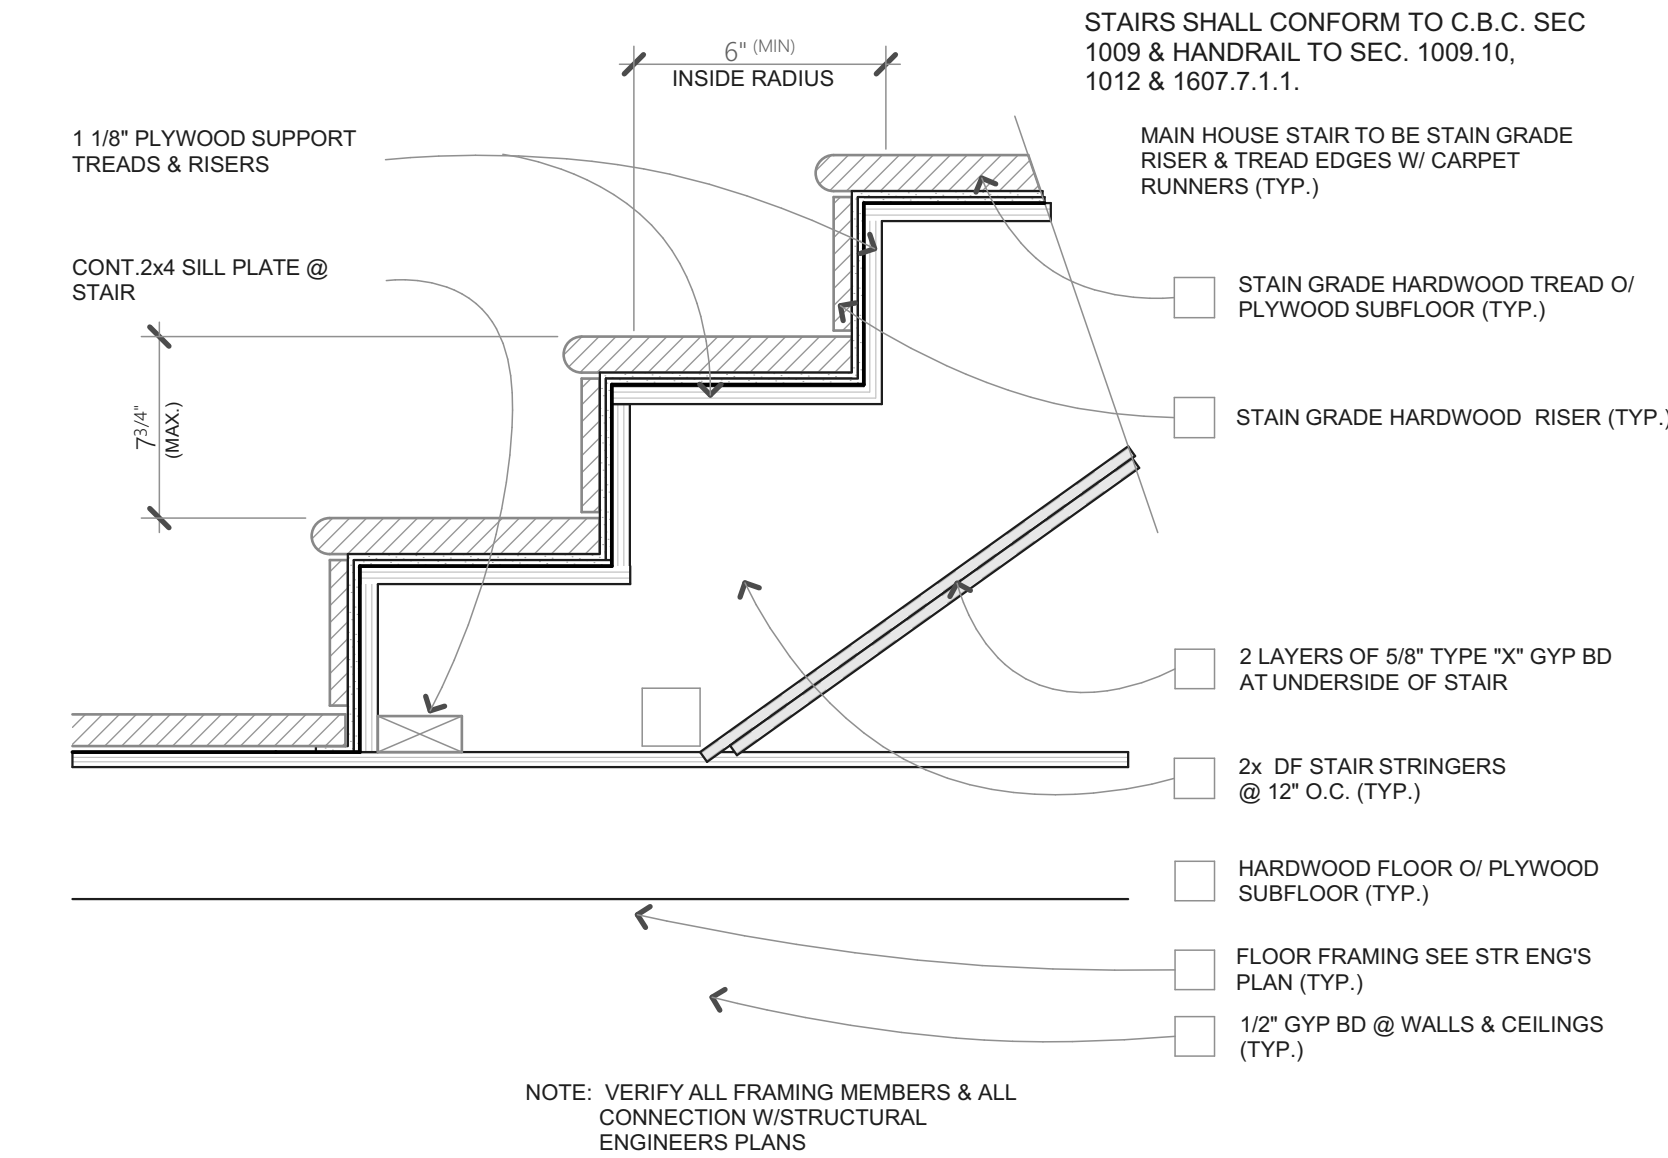 STAIRS SHALL CONFORM TO C.B.C. SEC
1009 & HANDRAIL TO SEC. 1009.10,
1012 & 1607.7.1.1.
6" (MIN)
INSIDE RADIUS
1 1/8" PLYWOOD SUPPORT
TREADS & RISERS
MAIN HOUSE STAIR TO BE STAIN GRADE
RISER & TREAD EDGES W/ CARPET
RUNNERS (TYP.)
CONT.2x4 SILL PLATE @
STAIR
STAIN GRADE HARDWOOD TREAD O/
PLYWOOD SUBFLOOR (TYP.)
7 3/4"
(MAX.)
STAIN GRADE HARDWOOD RISER (TYP.)
2 LAYERS OF 5/8" TYPE "X" GYP BD
AT UNDERSIDE OF STAIR
2x DF STAIR STRINGERS
@ 12" O.C. (TYP.)
HARDWOOD FLOOR O/ PLYWOOD
SUBFLOOR (TYP.)
FLOOR FRAMING SEE STR ENG'S
PLAN (TYP.)
1/2" GYP BD @ WALLS & CEILINGS
(TYP.)
NOTE: VERIFY ALL FRAMING MEMBERS & ALL
CONNECTION W/STRUCTURAL
ENGINEERS PLANS